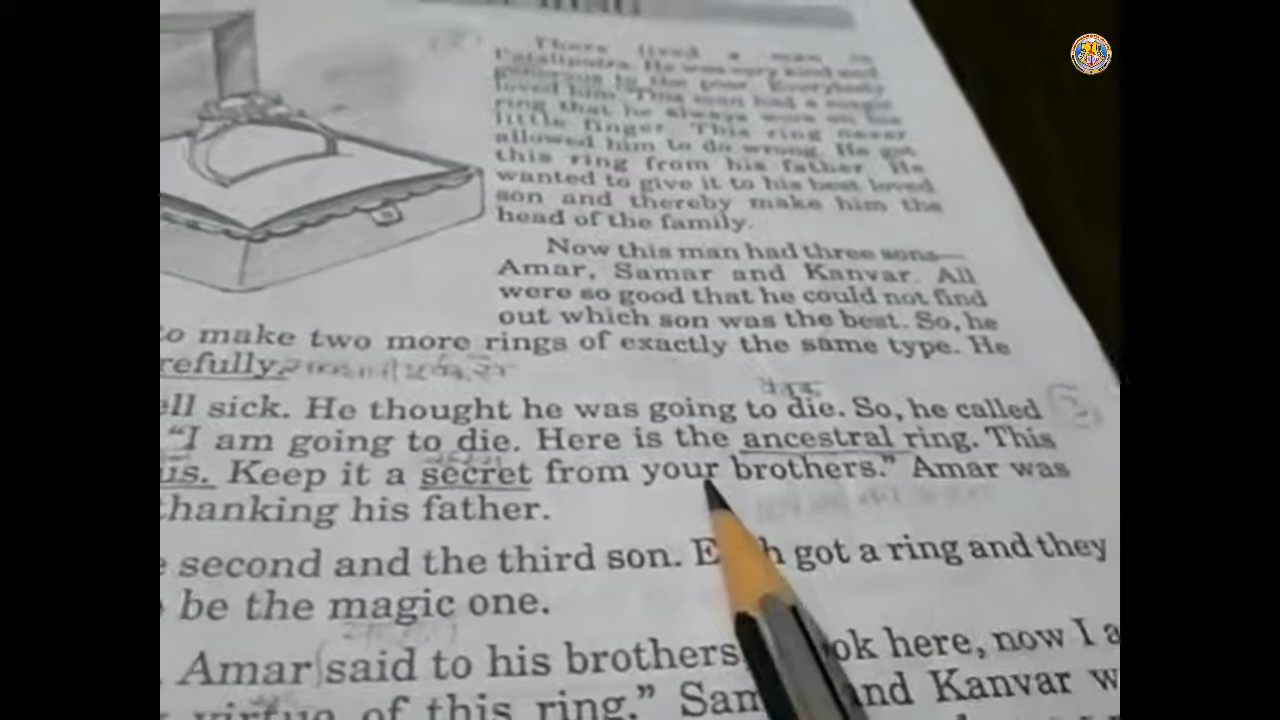 RING
There lived a man in
Pataliputra. He was very kind and
generous to the poor. Everybody
loved him. This man had a magic
ring that he always wore on his
little finger. This ring never
allowed him to do wrong. He got
this ring from his father. He
wanted to give it to his best loved
son and thereby make him the
head of the family.
Now this man had three sons—
Amar, Samar and Kanvar. All
were so good that he could not find
out which son was the best. So, he
to make two more rings of exactly the same type. He
refully.
ell sick. He thought he was going to die. So, he called
"I am going to die. Here is the ancestral ring. This
us. Keep it a secret from your brothers." Amar was
hanking his father.
second and the third son. got a ring and they
be the magic one.
Amar said to his brothers, ok here, now I a
virtue of this ring." Sam nd Kanvar w